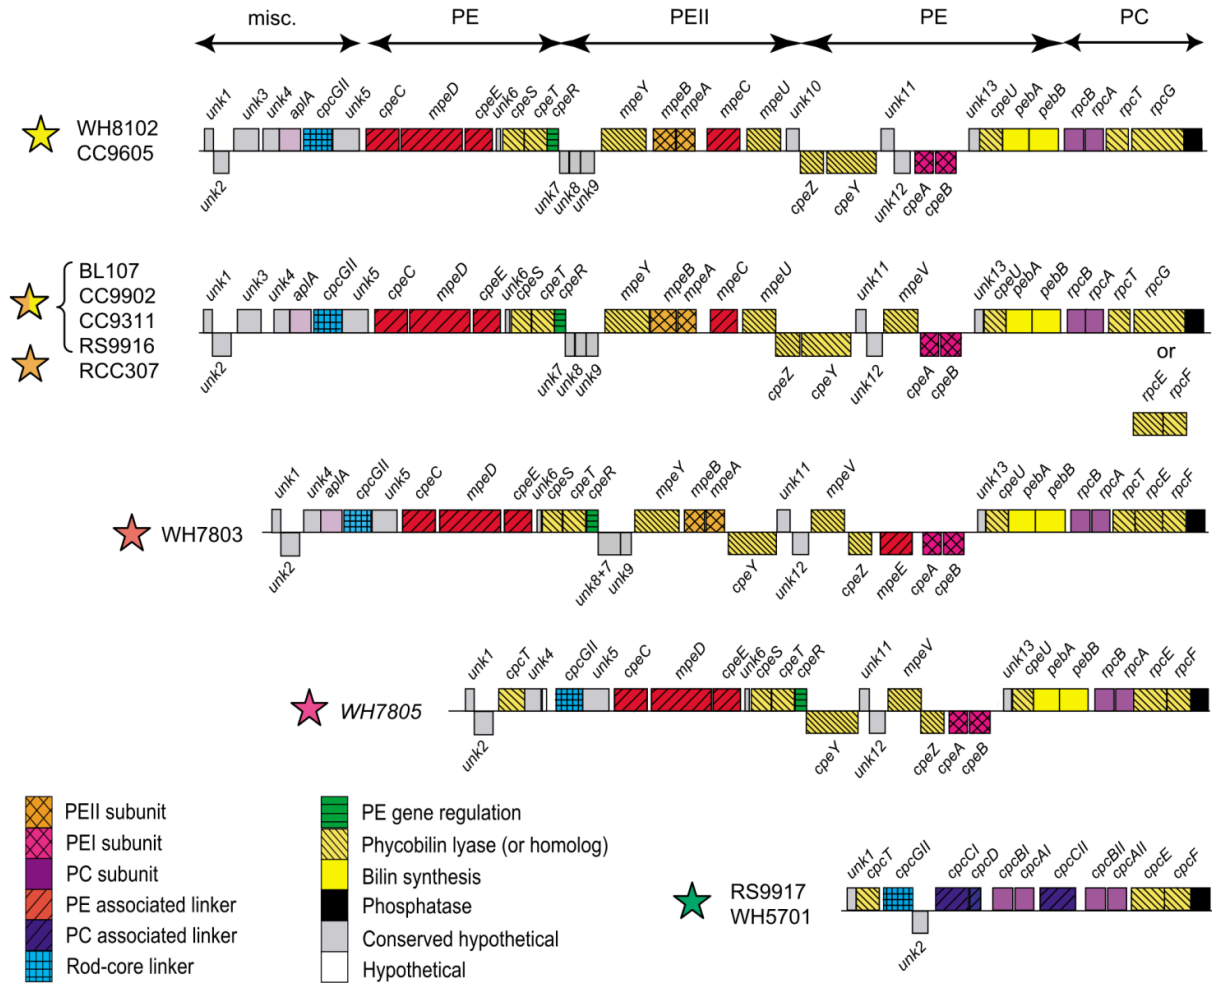 misc. PE PEII PE PC
unk1 unk3 unk4 aplA cpcGII unk5 cpeC mpeD cpeE unk6 cpeS cpeT cpeR mpeY mpeB mpeA mpeC mpeU unk10 unk11 unk13 cpeU pebA pebB rpcB rpcA rpcT rpcG
WH8102
CC9605
unk2 unk7 unk8 unk9 cpeZ cpeY unk12 cpeA cpeB
unk1 unk3 unk4 aplA cpcGII unk5 cpeC mpeD cpeE unk6 cpeS cpeT cpeR mpeY mpeB mpeA mpeC mpeU unk11 mpeV unk13 cpeU pebA pebB rpcB rpcA rpcT rpcG
BL107
CC9902
CC9311
RS9916
RCC307
unk2 unk7 unk8 unk9 cpeZ cpeY unk12 cpeA cpeB
or
rpcE rpcF
unk1 unk4 aplA cpcGII unk5 cpeC mpeD cpeE unk6 cpeS cpeT cpeR mpeY mpeB mpeA unk11 mpeV unk13 cpeU pebA pebB rpcB rpcA rpcT rpcE rpcF
WH7803
unk2 unk8+7 unk9 cpeY unk12 cpeZ mpeE cpeA cpeB
unk1 cpcT unk4 cpcGII unk5 cpeC mpeD cpeE unk6 cpeS cpeT cpeR unk11 mpeV unk13 cpeU pebA pebB rpcB rpcA rpcE rpcF
WH7805
unk2 cpeY unk12 cpeZ cpeA cpeB
PEII subunit
PEI subunit
PC subunit
PE associated linker
PC associated linker
Rod-core linker
PE gene regulation
Phycobilin lyase (or homolog)
Bilin synthesis
Phosphatase
Conserved hypothetical
Hypothetical
unk1 cpcT cpcGII cpcCI cpcD cpcBI cpcAI cpcCII cpcBII cpcAII cpcE cpcF
RS9917
WH5701
unk2